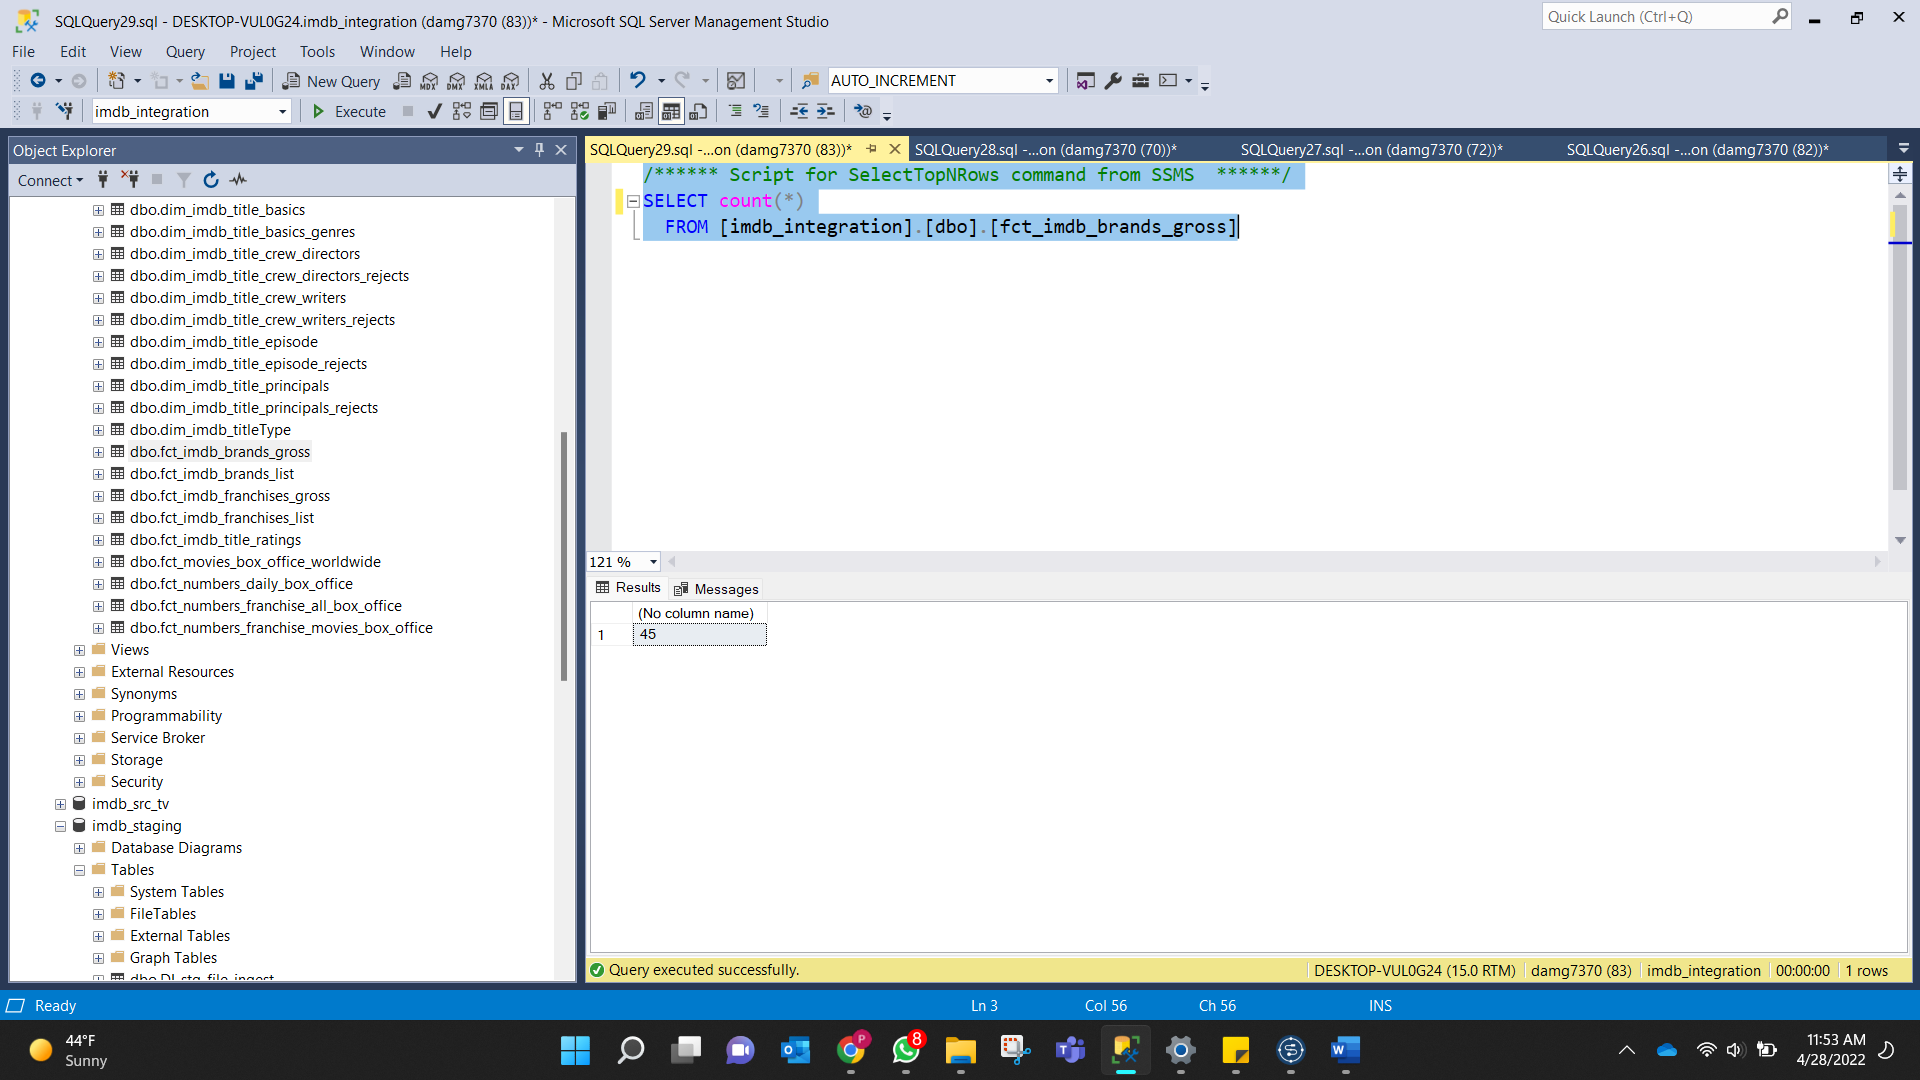 SQLQuery29.sql - DESKTOP-VUL0G24.imdb_integration (damg7370 (83))* - Microsoft SQL Server Management Studio
Quick Launch (Ctrl+Q)
File Edit View Query Project Tools Window Help
New Query
MDX DMX XMLA DAX
AUTO_INCREMENT
imdb_integration
Execute
Object Explorer
Connect
dbo.dim_imdb_title_basics
dbo.dim_imdb_title_basics_genres
dbo.dim_imdb_title_crew_directors
dbo.dim_imdb_title_crew_directors_rejects
dbo.dim_imdb_title_crew_writers
dbo.dim_imdb_title_crew_writers_rejects
dbo.dim_imdb_title_episode
dbo.dim_imdb_title_episode_rejects
dbo.dim_imdb_title_principals
dbo.dim_imdb_title_principals_rejects
dbo.dim_imdb_titleType
dbo.fct_imdb_brands_gross
dbo.fct_imdb_brands_list
dbo.fct_imdb_franchises_gross
dbo.fct_imdb_franchises_list
dbo.fct_imdb_title_ratings
dbo.fct_movies_box_office_worldwide
dbo.fct_numbers_daily_box_office
dbo.fct_numbers_franchise_all_box_office
dbo.fct_numbers_franchise_movies_box_office
Views
External Resources
Synonyms
Programmability
Service Broker
Storage
Security
imdb_src_tv
imdb_staging
Database Diagrams
Tables
System Tables
FileTables
External Tables
Graph Tables
dbo.DI_stg_file_ingest
SQLQuery29.sql -...on (damg7370 (83))*
SQLQuery28.sql -...on (damg7370 (70))*
SQLQuery27.sql -...on (damg7370 (72))*
SQLQuery26.sql -...on (damg7370 (82))*
/****** Script for SelectTopNRows command from SSMS  ******/
SELECT count(*)
FROM [imdb_integration].[dbo].[fct_imdb_brands_gross]
121 %
Results
Messages
(No column name)
1 45
Query executed successfully.
DESKTOP-VUL0G24 (15.0 RTM)
damg7370 (83)
imdb_integration
00:00:00
1 rows
Ready
Ln 3
Col 56
Ch 56
INS
44°F
Sunny
P
8
11:53 AM
4/28/2022